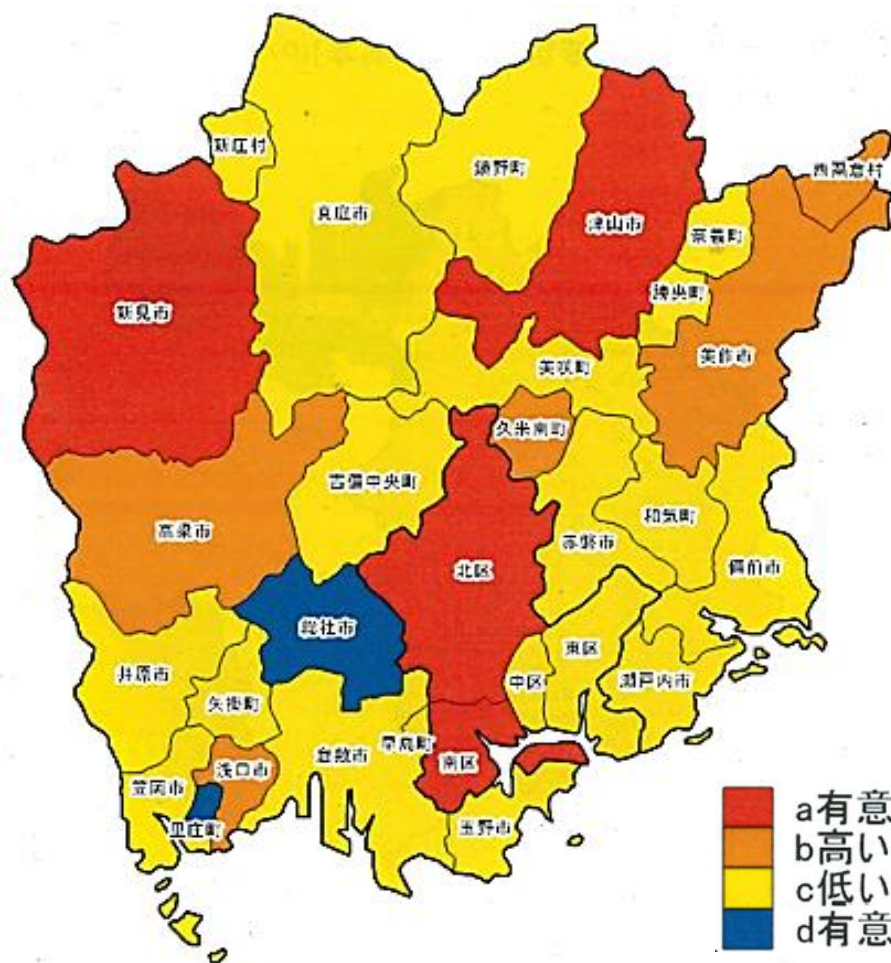 新庄村
鏡野町
西粟倉村
真庭市
津山市
奈義町
勝央町
新見市
美作市
美咲町
久米南町
吉備中央町
高梁市
和気町
赤磐市
北区
備前市
総社市
東区
井原市
中区
瀬戸内市
矢掛町
早島町
倉敷市
浅口市
南区
笠岡市
里庄町
玉野市
a有意
b高い
c低い
d有意